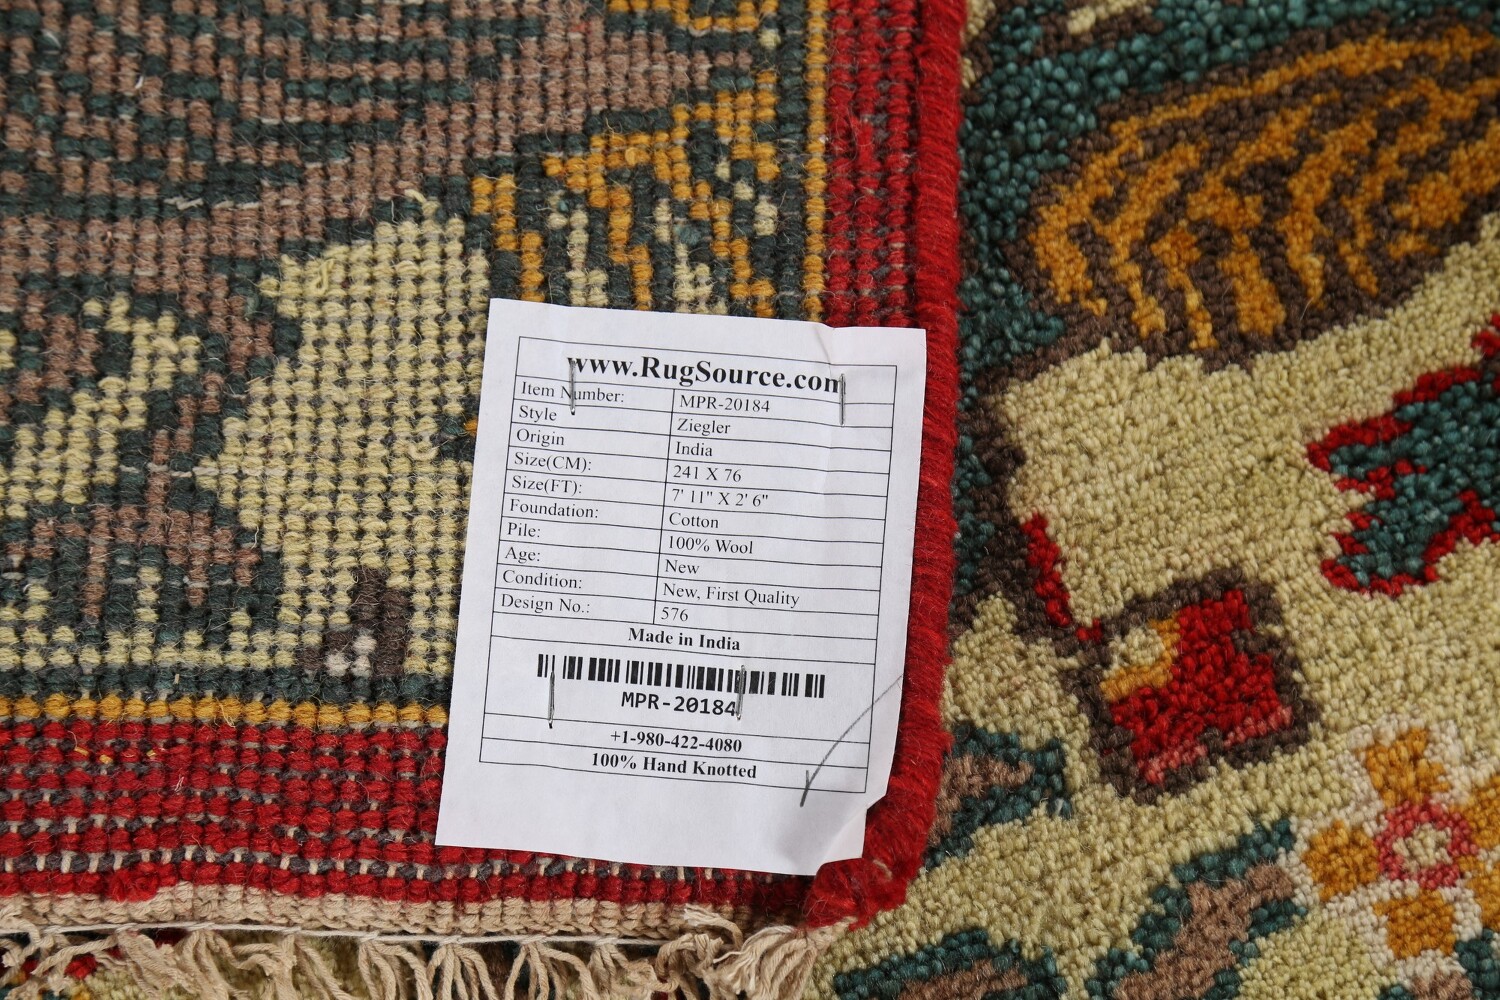 www.RugSource.com
Item Number: MPR-20184
Style Ziegler
Origin India
Size(CM): 241 X 76
Size(FT): 7' 11" X 2' 6"
Foundation: Cotton
Pile: 100% Wool
Age: New
Condition: New, First Quality
Design No.: 576
Made in India
MPR-20184
+1-980-422-4080
100% Hand Knotted